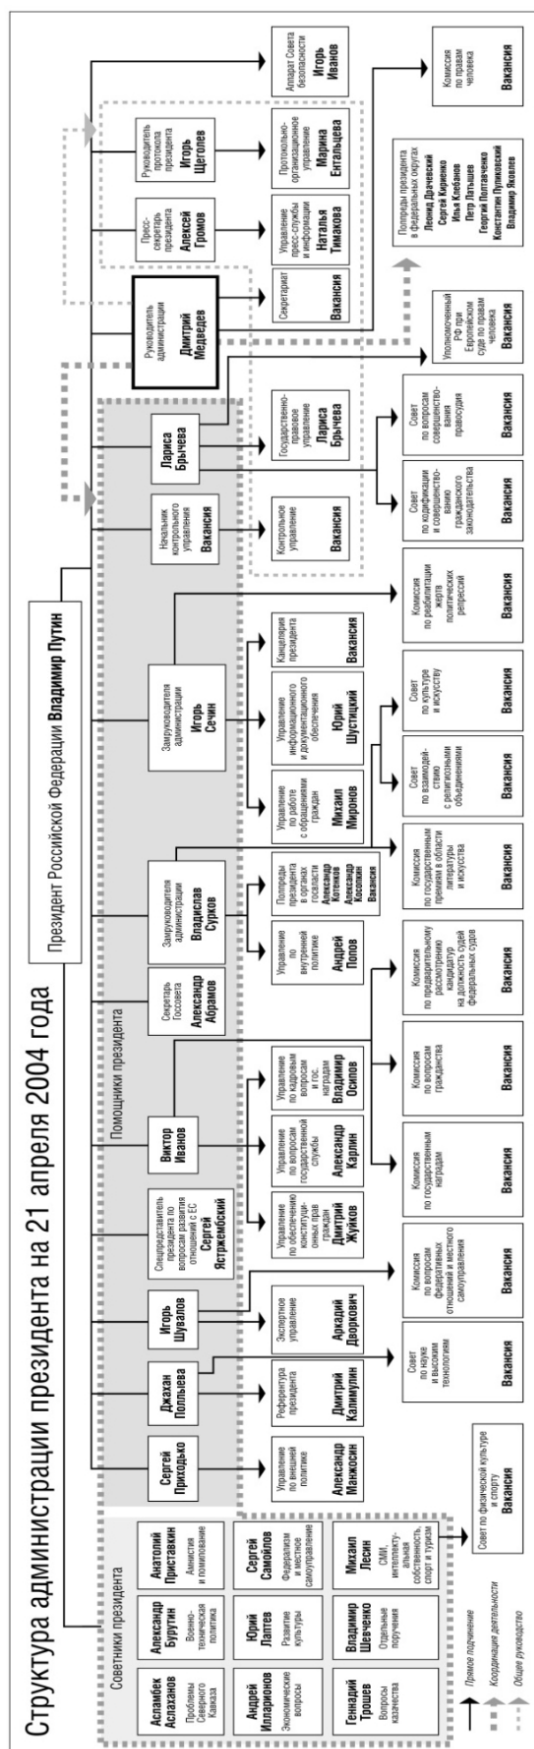 Структура администрации президента на 21 апреля 2004 года
Президент Российской Федерации Владимир Путин
Советники президента
Асламбек
Аслаханов
Проблемы
Северного
Кавказа
Александр
Бурутин
Военно-
техническая
политика
Анатолий
Приставкин
Амнистия
и помилование
Андрей
Илларионов
Экономические
вопросы
Юрий
Лаптев
Развитие
культуры
Сергей
Самойлов
Федерализм
и местное
самоуправление
Геннадий
Трошев
Вопросы
казачества
Владимир
Шевченко
Отдельные
поручения
Михаил
Лесин
СМИ,
интеллекту-
альная
собственность,
спорт и туризм
Помощники президента
Сергей
Приходько
Джахан
Поллыева
Игорь
Шувалов
Спецпредставитель
президента по
вопросам развития
отношений с ЕС
Сергей
Ястржембский
Виктор
Иванов
Секретарь
Госсовета
Александр
Абрамов
Замруководителя
администрации
Владислав
Сурков
Замруководителя
администрации
Игорь
Сечин
Начальник
контрольного
управления
Вакансия
Лариса
Брычева
Руководитель
администрации
Дмитрий
Медведев
Пресс-
секретарь
президента
Алексей
Громов
Руководитель
протокола
президента
Игорь
Щеголев
Аппарат Совета
безопасности
Игорь
Иванов
Управление
по внешней
политике
Александр
Манжосин
Референтура
президента
Дмитрий
Калимулин
Экспертное
управление
Аркадий
Дворкович
Управление
по обеспечению
конституци-
онных прав
граждан
Дмитрий
Жуйков
Управление
по вопросам
государственной
службы
Александр
Карлин
Управление
по кадровым
вопросам
и гос.
наградам
Владимир
Осипов
Управление
по
внутренней
политике
Андрей
Попов
Полпреды
президента
в органах
госвласти
Александр
Котенков
Александр
Косопкин
Вакансия
Управление
по работе
с обращениями
граждан
Михаил
Миронов
Управление
информационного
и документационного
обеспечения
Юрий
Шустицкий
Канцелярия
президента
Вакансия
Контрольное
управление
Вакансия
Государственно-
правовое
управление
Лариса
Брычева
Секретариат
Вакансия
Управление
пресс-службы
и информации
Наталья
Тимакова
Протокольно-
организационное
управление
Марина
Ентальцева
Совет по физической культуре
и спорту
Вакансия
Совет
по науке
и высоким
технологиям
Вакансия
Комиссия
по вопросам
федеративных
отношений и местного
самоуправления
Вакансия
Комиссия
по государственным
наградам
Вакансия
Комиссия
по вопросам
гражданства
Вакансия
Комиссия
по предварительному
рассмотрению
кандидатур
на должность судей
федеральных судов
Вакансия
Комиссия
по государственным
премиям в области
литературы
и искусства
Вакансия
Совет
по взаимодей-
ствию
с религиозными
объединениями
Вакансия
Совет
по культуре
и искусству
Вакансия
Комиссия
по реабилитации
жертв
политических
репрессий
Вакансия
Совет
по кодификации
и совершенство-
ванию
гражданского
законодательства
Вакансия
Совет
по вопросам
совершенство-
вания
правосудия
Вакансия
Уполномоченный
РФ при
Европейском
суде по правам
человека
Вакансия
Полпреды президента
в федеральных округах
Леонид Драчевский
Сергей Кириенко
Илья Клебанов
Петр Латышев
Георгий Полтавченко
Константин Пуликовский
Владимир Яковлев
Комиссия
по правам
человека
Вакансия
Прямое подчинение
Координация деятельности
Общее руководство